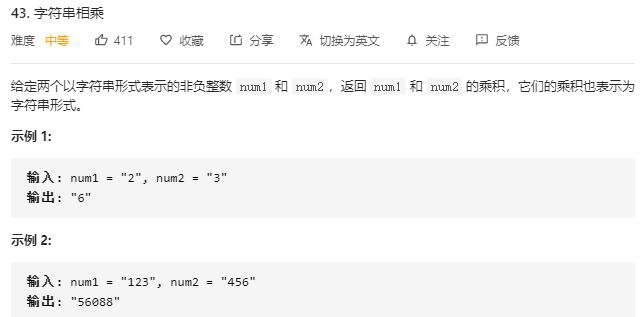 43. 字符串相乘
难度 中等 411 收藏 分享 切换为英文 关注 反馈
给定两个以字符串形式表示的非负整数 num1 和 num2 ，返回 num1 和 num2 的乘积，它们的乘积也表示为
字符串形式。
示例 1:
输入: num1 = "2", num2 = "3"
输出: "6"
示例 2:
输入: num1 = "123", num2 = "456"
输出: "56088"